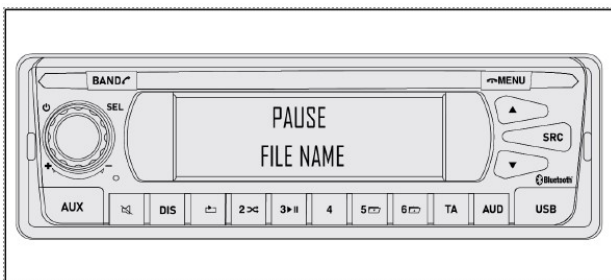 BAND MENU
SEL
PAUSE
FILE NAME
SRC
Bluetooth
AUX DIS 2 3 4 5 6 TA AUD USB